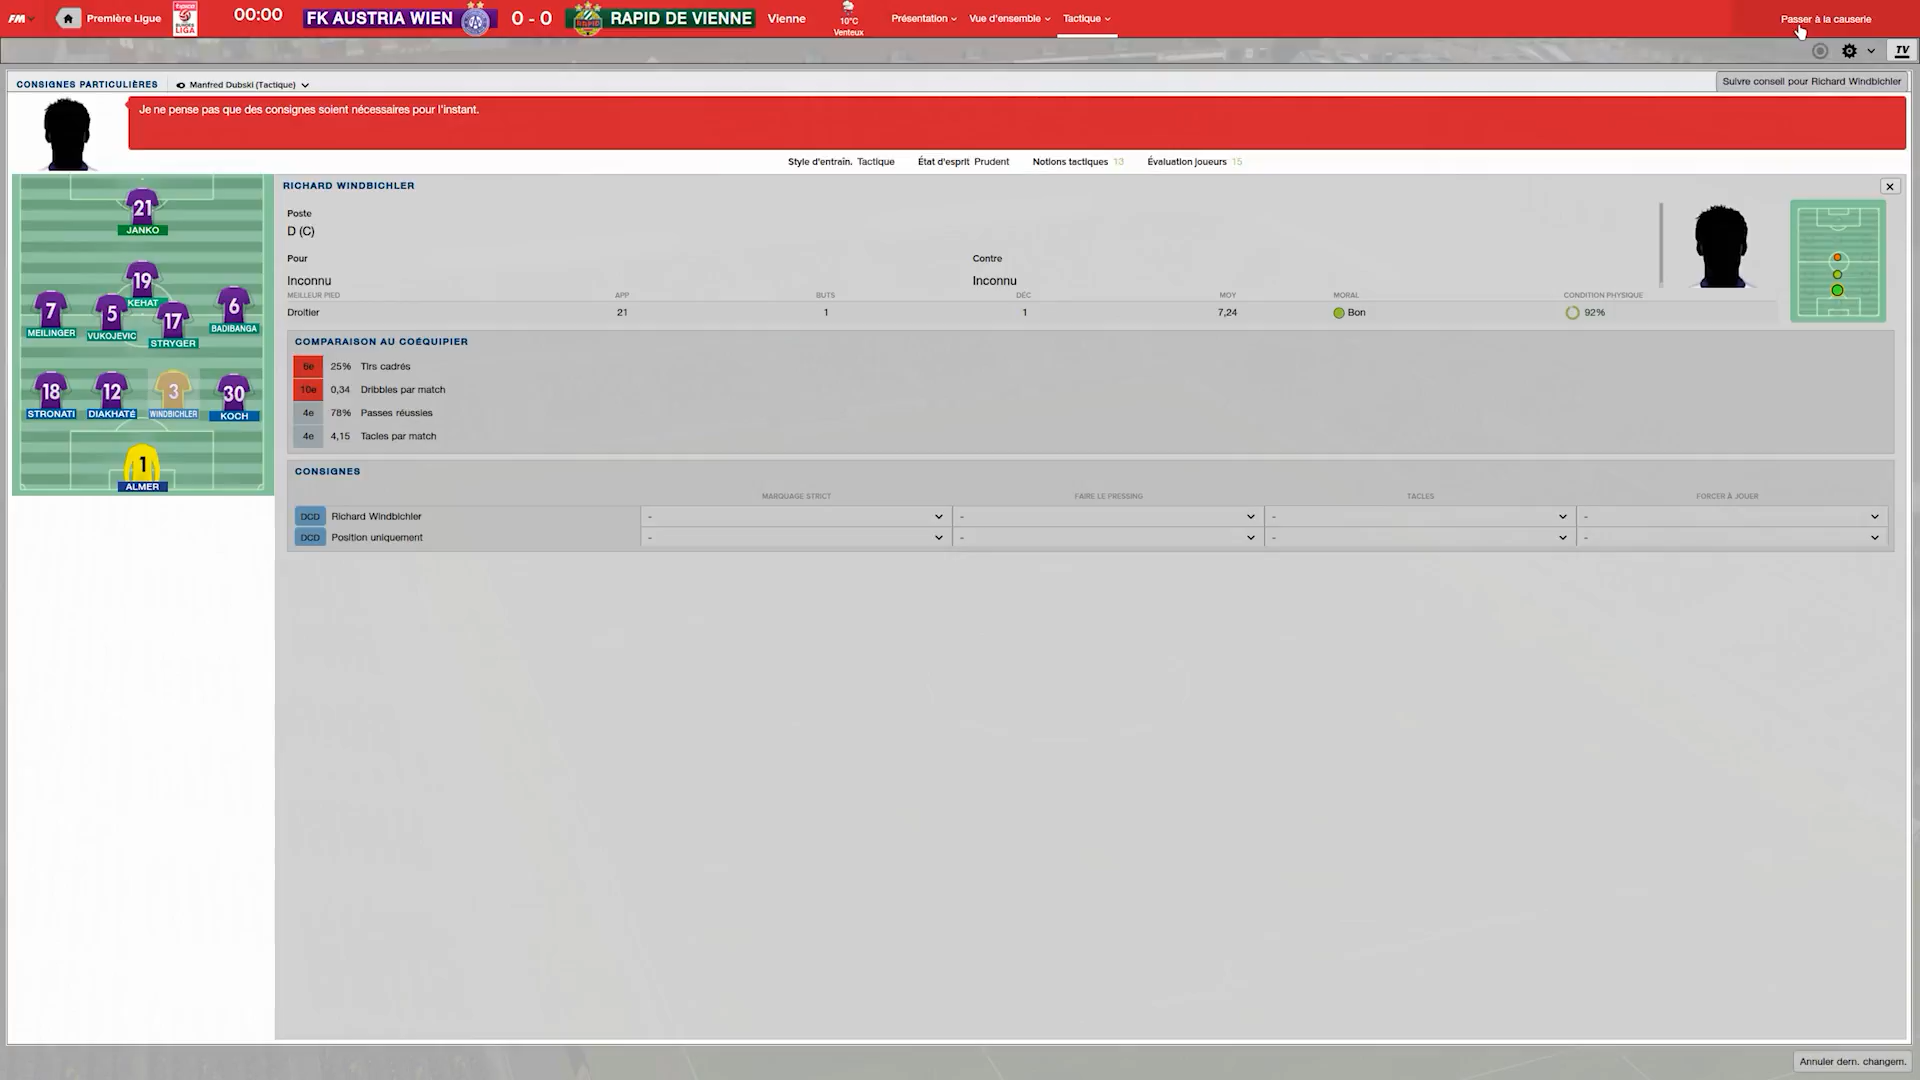 FM
Première Ligue
00:00
FK AUSTRIA WIEN
0 - 0
RAPID DE VIENNE
Vienne
10°C
Venteux
Présentation
Vue d'ensemble
Tactique
Passer à la causerie
TV
CONSIGNES PARTICULIÈRES
Manfred Dubski (Tactique)
Suivre conseil pour Richard Windbichler
Je ne pense pas que des consignes soient nécessaires pour l'instant.
Style d'entraîn. Tactique
État d'esprit Prudent
Notions tactiques 13
Évaluation joueurs 15
21
JANKO
19
KEHAT
7
MEILINGER
5
VUKOJEVIC
17
STRYGER
6
BADIBANGA
18
STRONATI
12
DIAKHATÉ
3
WINDBICHLER
30
KOCH
1
ALMER
RICHARD WINDBICHLER
Poste
D (C)
Pour
Contre
Inconnu
Inconnu
MEILLEUR PIED APP BUTS DÉC MOY MORAL CONDITION PHYSIQUE
Droitier 21 1 1 7,24 Bon 92%
COMPARAISON AU COÉQUIPIER
6e 25% Tirs cadrés
10e 0,34 Dribbles par match
4e 78% Passes réussies
4e 4,15 Tacles par match
CONSIGNES
MARQUAGE STRICT FAIRE LE PRESSING TACLES FORCER À JOUER
DCD Richard Windbichler - - - -
DCD Position uniquement - - - -
Annuler dern. changem.